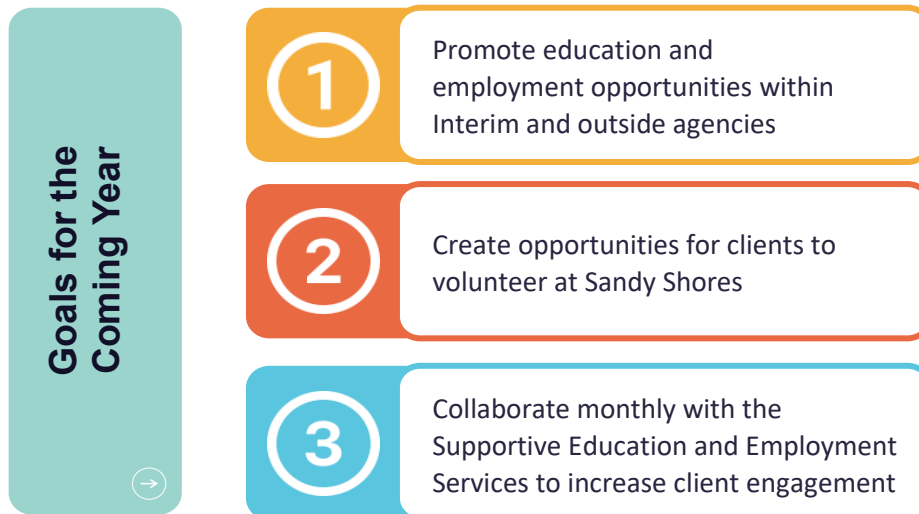 Goals for the
Coming Year
1
Promote education and
employment opportunities within
Interim and outside agencies
2
Create opportunities for clients to
volunteer at Sandy Shores
3
Collaborate monthly with the
Supportive Education and Employment
Services to increase client engagement